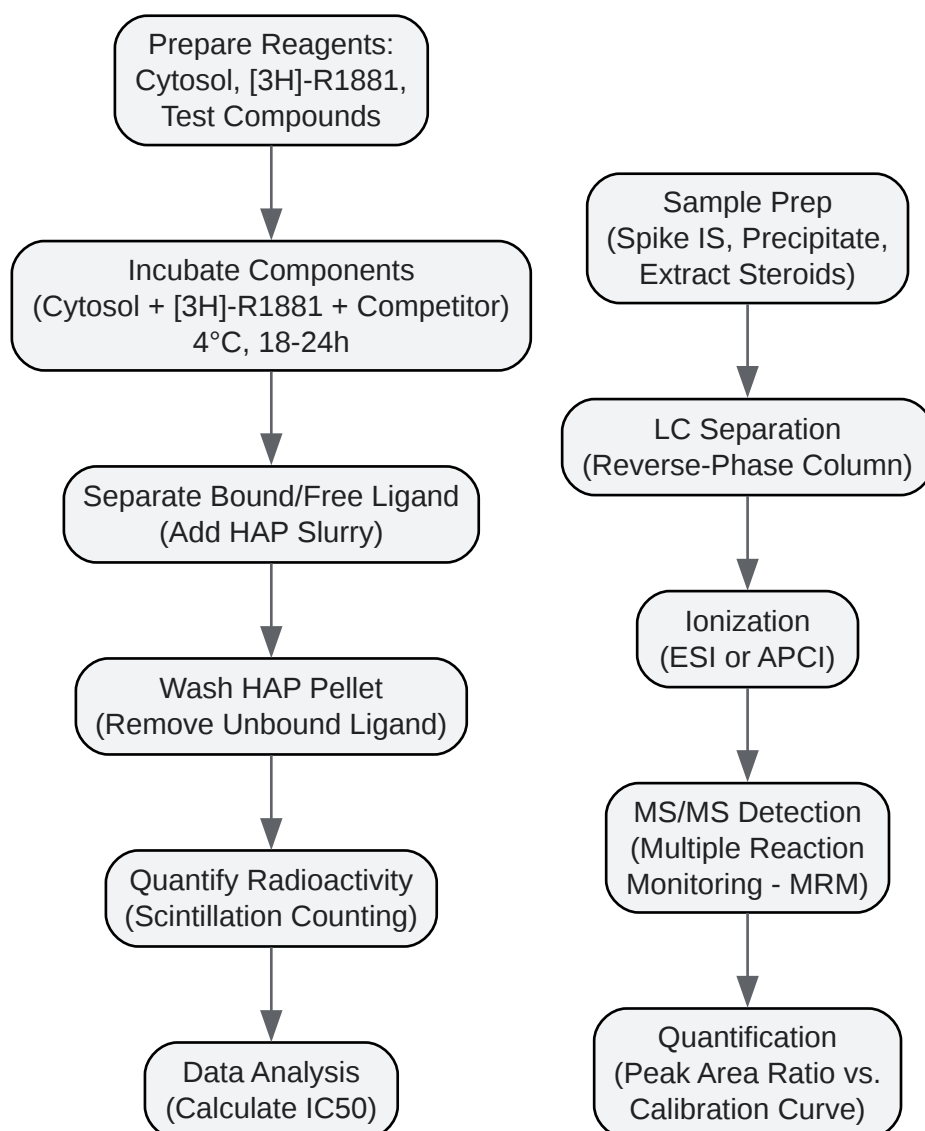 Prepare Reagents:
Cytosol, [3H]-R1881,
Test Compounds
Incubate Components
(Cytosol + [3H]-R1881 + Competitor)
4°C, 18-24h
Separate Bound/Free Ligand
(Add HAP Slurry)
Wash HAP Pellet
(Remove Unbound Ligand)
Quantify Radioactivity
(Scintillation Counting)
Data Analysis
(Calculate IC50)
Sample Prep
(Spike IS, Precipitate,
Extract Steroids)
LC Separation
(Reverse-Phase Column)
Ionization
(ESI or APCI)
MS/MS Detection
(Multiple Reaction
Monitoring - MRM)
Quantification
(Peak Area Ratio vs.
Calibration Curve)